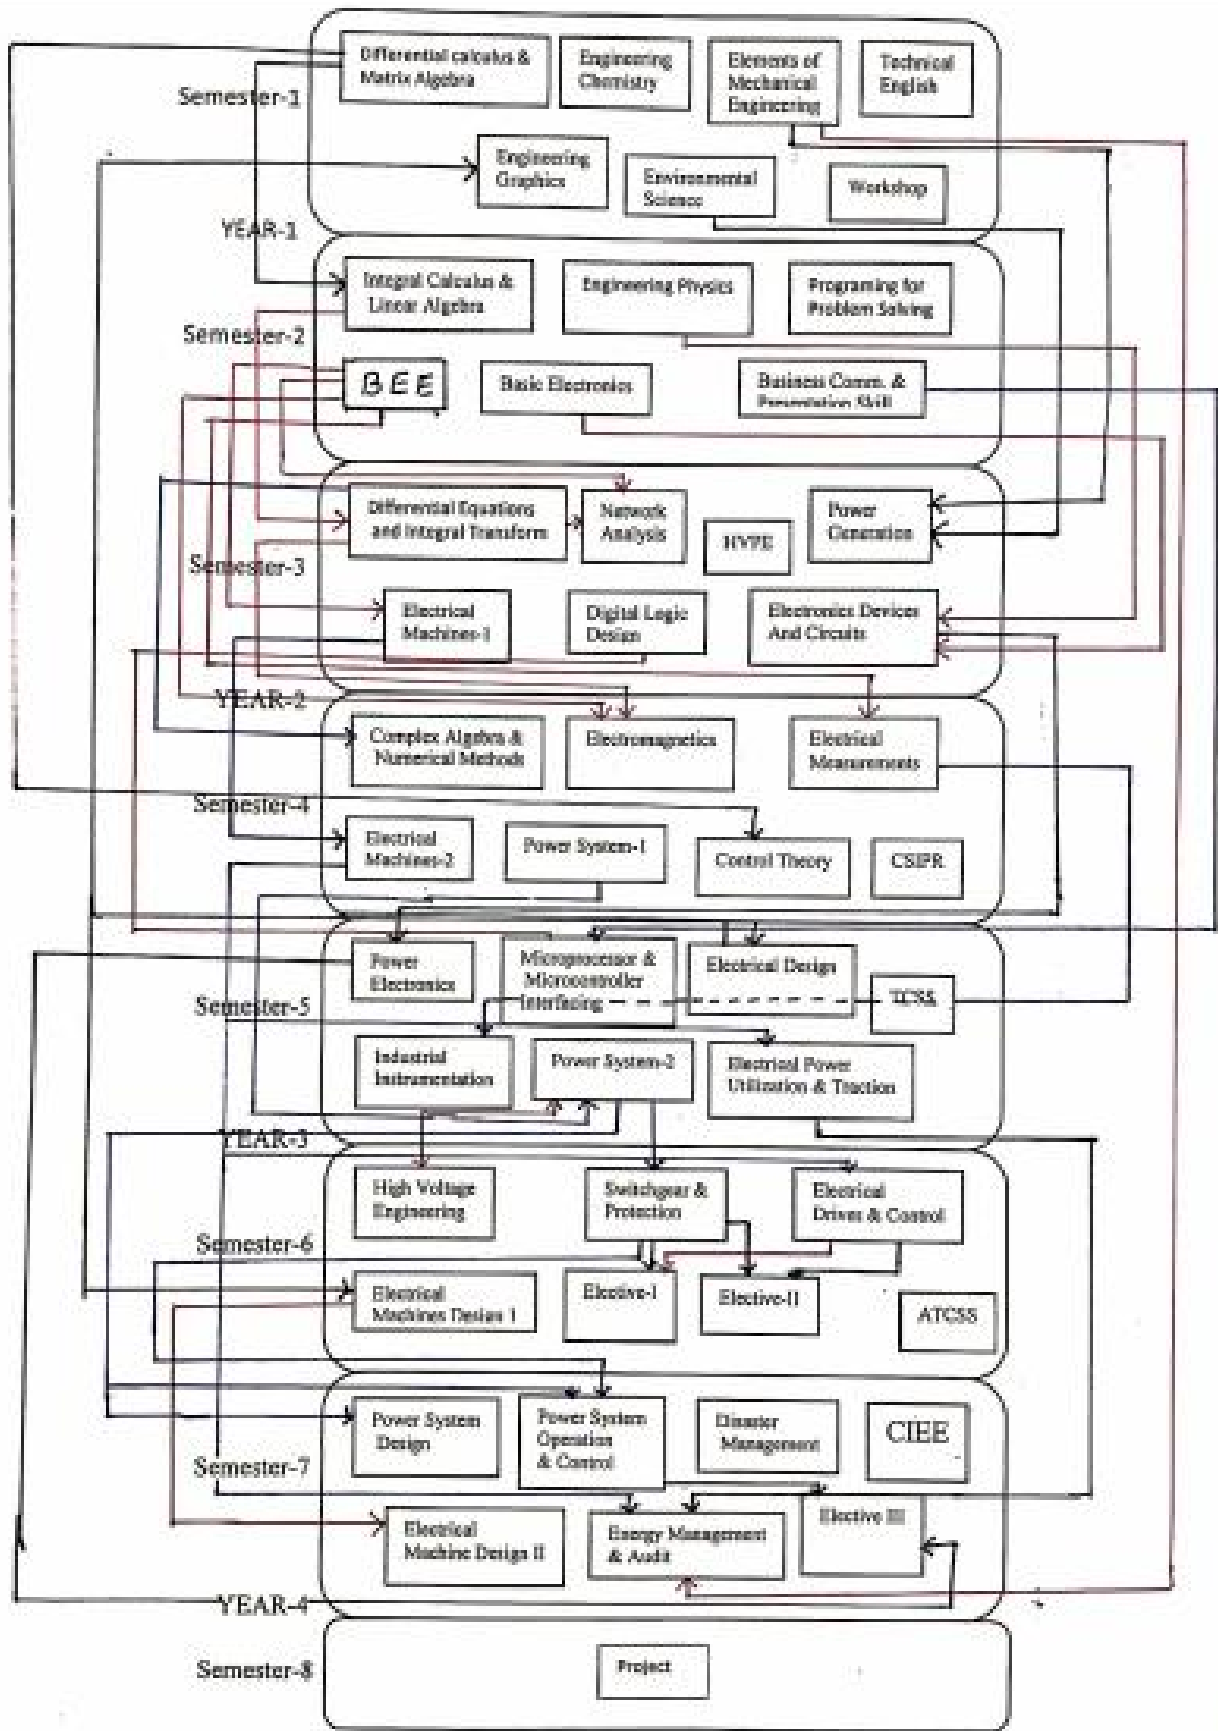 Semester-1
Differential calculus &
Matrix Algebra
Engineering
Chemistry
Elements of
Mechanical
Engineering
Technical
English
Engineering
Graphics
Environmental
Science
Workshop
YEAR-1
Semester-2
Integral Calculus &
Linear Algebra
Engineering Physics
Programing for
Problem Solving
BEE
Basic Electronics
Business Comm. &
Presentation Skill
Semester-3
Differential Equations
and Integral Transform
Network
Analysis
HVPE
Power
Generation
Electrical
Machines-1
Digital Logic
Design
Electronics Devices
And Circuits
YEAR-2
Semester-4
Complex Algebra &
Numerical Methods
Electromagnetics
Electrical
Measurements
Electrical
Machines-2
Power System-1
Control Theory
CSIPR
Semester-5
Power
Electronics
Microprocessor &
Microcontroller
Interfacing
Electrical Design
TCSS
Industrial
Instrumentation
Power System-2
Electrical Power
Utilization & Traction
YEAR-3
Semester-6
High Voltage
Engineering
Switchgear &
Protection
Electrical
Drives & Control
Electrical
Machines Design 1
Elective-I
Elective-II
ATCSS
Semester-7
Power System
Design
Power System
Operation
& Control
Disaster
Management
CIEE
Electrical
Machine Design II
Energy Management
& Audit
Elective III
YEAR-4
Semester-8
Project